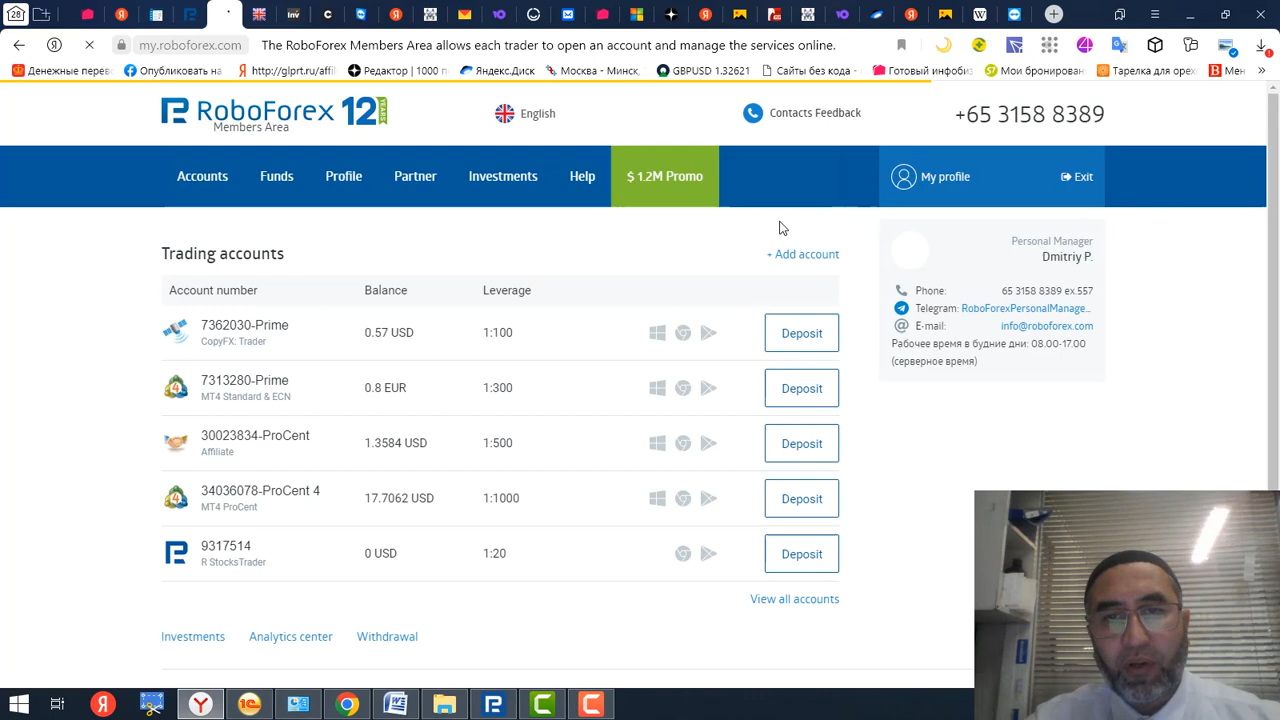 28
Inv
my.roboforex.com
The RoboForex Members Area allows each trader to open an account and manage the services online.
Денежные перев
Опубликовать на
http://glprt.ru/affil
Редактор | 1000 п
Яндекс.Диск
Москва - Минск,
GBPUSD 1.32621
Сайты без кода -
Готовый инфобиз
Мои бронирован
Тарелка для орех
Мен
RoboForex 12 YEARS
Members Area
English
Contacts Feedback
+65 3158 8389
Accounts
Funds
Profile
Partner
Investments
Help
$ 1.2M Promo
My profile
Exit
Trading accounts
+ Add account
Account number
Balance
Leverage
7362030-Prime
CopyFX: Trader
0.57 USD
1:100
Deposit
7313280-Prime
MT4 Standard & ECN
0.8 EUR
1:300
Deposit
30023834-ProCent
Affiliate
1.3584 USD
1:500
Deposit
34036078-ProCent 4
MT4 ProCent
17.7062 USD
1:1000
Deposit
9317514
R StocksTrader
0 USD
1:20
Deposit
View all accounts
Investments
Analytics center
Withdrawal
Personal Manager
Dmitriy P.
Phone:
65 3158 8389 ex.557
Telegram:
RoboForexPersonalManage...
E-mail:
info@roboforex.com
Рабочее время в будние дни: 08.00-17.00
(серверное время)